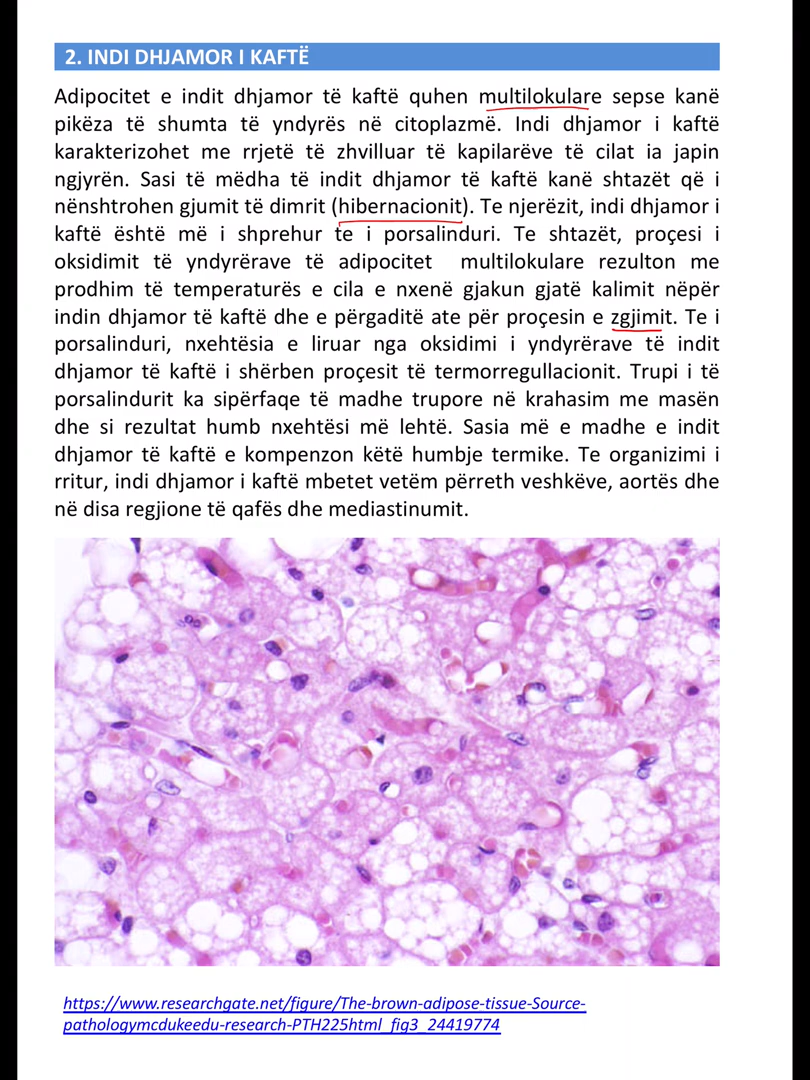 2. INDI DHJAMOR I KAFTË
Adipocitet e indit dhjamor të kaftë quhen multilokulare sepse kanë
pikëza të shumta të yndyrës në citoplazmë. Indi dhjamor i kaftë
karakterizohet me rrjetë të zhvilluar të kapilarëve të cilat ia japin
ngjyrën. Sasi të mëdha të indit dhjamor të kaftë kanë shtazët që i
nënshtrohen gjumit të dimrit (hibernacionit). Te njerëzit, indi dhjamor i
kaftë është më i shprehur te i porsalinduri. Te shtazët, proçesi i
oksidimit të yndyrërave të adipocitet multilokulare rezulton me
prodhim të temperaturës e cila e nxenë gjakun gjatë kalimit nëpër
indin dhjamor të kaftë dhe e përgaditë ate për proçesin e zgjimit. Te i
porsalinduri, nxehtësia e liruar nga oksidimi i yndyrërave të indit
dhjamor të kaftë i shërben proçesit të termorregullacionit. Trupi i të
porsalindurit ka sipërfaqe të madhe trupore në krahasim me masën
dhe si rezultat humb nxehtësi më lehtë. Sasia më e madhe e indit
dhjamor të kaftë e kompenzon këtë humbje termike. Te organizimi i
rritur, indi dhjamor i kaftë mbetet vetëm përreth veshkëve, aortës dhe
në disa regjione të qafës dhe mediastinumit.
https://www.researchgate.net/figure/The-brown-adipose-tissue-Source-
pathologymcdukeedu-research-PTH225html_fig3_24419774